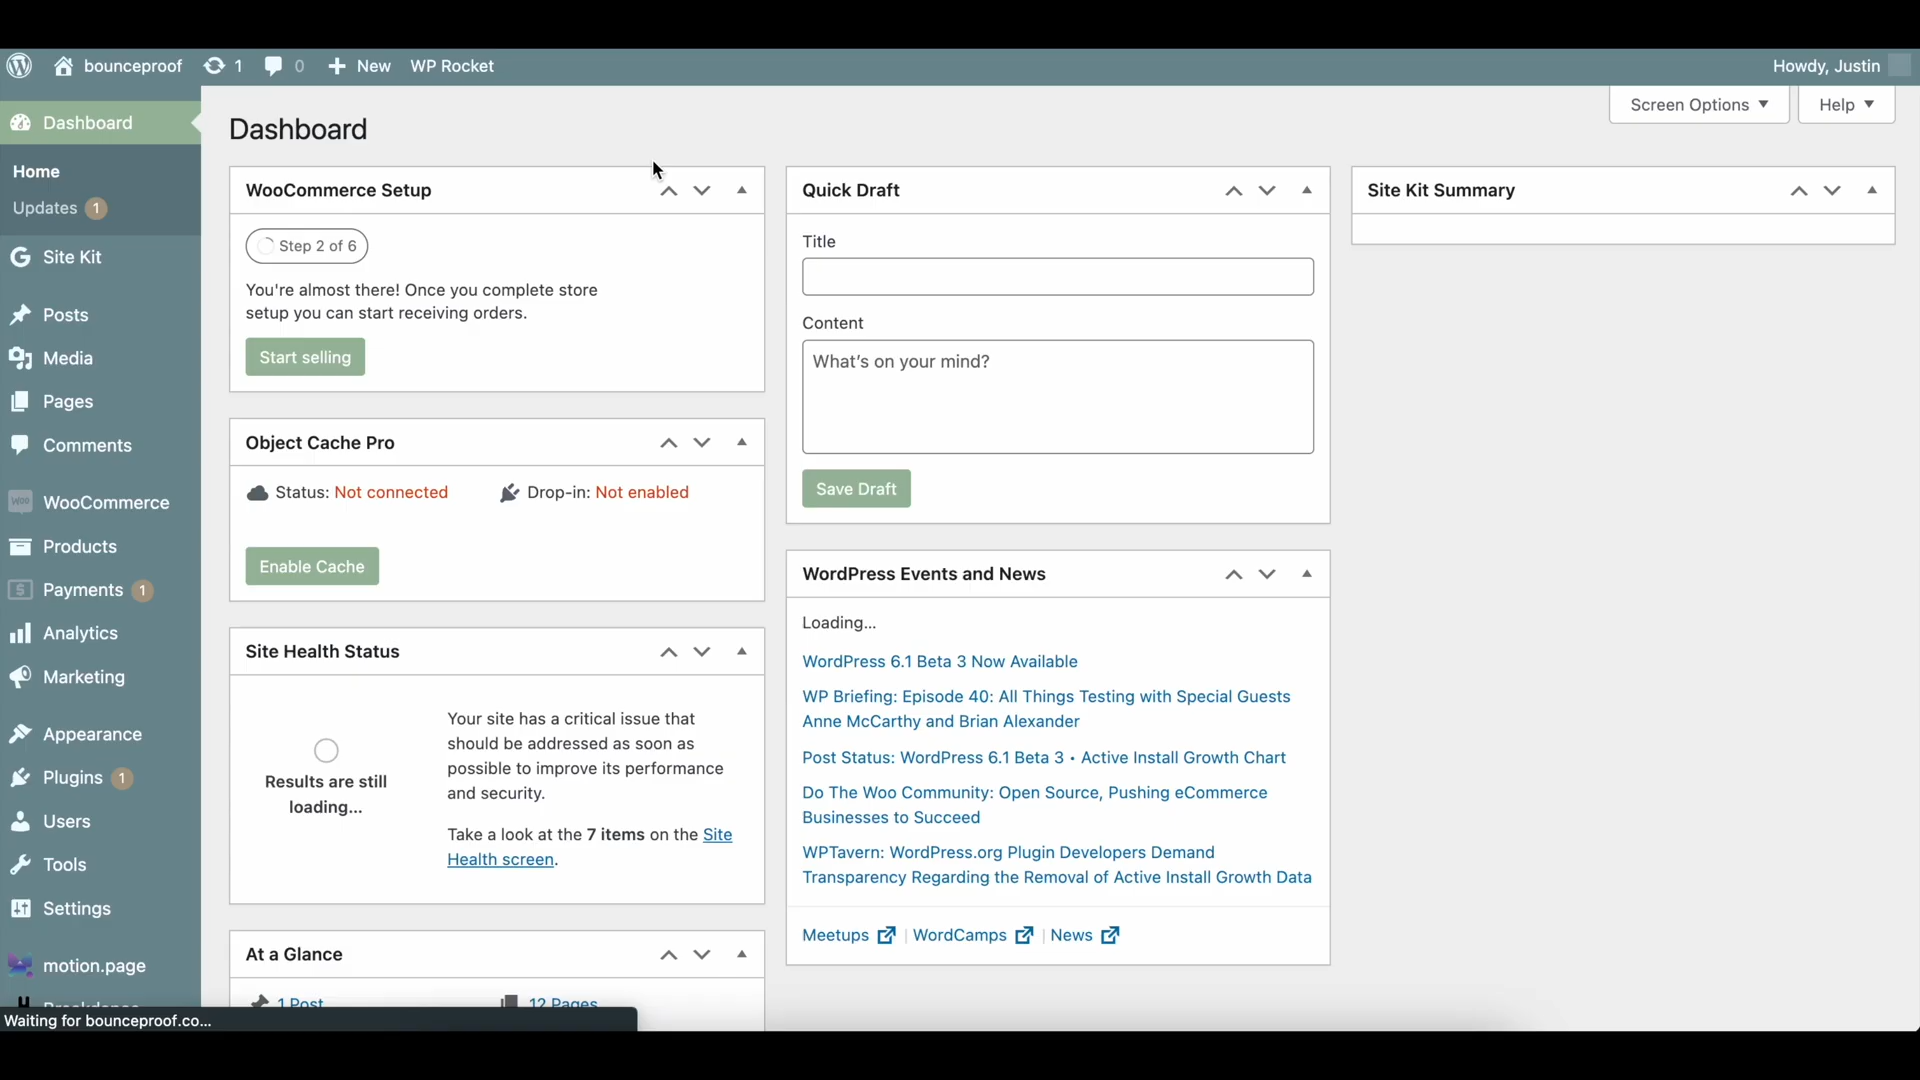 bounceproof
1
0
New
WP Rocket
Howdy, Justin
Dashboard
Home
Updates 1
Site Kit
Posts
Media
Pages
Comments
WooCommerce
Products
Payments 1
Analytics
Marketing
Appearance
Plugins 1
Users
Tools
Settings
motion.page
Breakdance
Waiting for bounceproof.co...
Screen Options
Help
Dashboard
WooCommerce Setup
Step 2 of 6
You're almost there! Once you complete store
setup you can start receiving orders.
Start selling
Object Cache Pro
Status: Not connected
Drop-in: Not enabled
Enable Cache
Site Health Status
Results are still
loading...
Your site has a critical issue that
should be addressed as soon as
possible to improve its performance
and security.
Take a look at the 7 items on the Site
Health screen.
At a Glance
1 Post
12 Pages
Quick Draft
Title
Content
What's on your mind?
Save Draft
WordPress Events and News
Loading...
WordPress 6.1 Beta 3 Now Available
WP Briefing: Episode 40: All Things Testing with Special Guests
Anne McCarthy and Brian Alexander
Post Status: WordPress 6.1 Beta 3 • Active Install Growth Chart
Do The Woo Community: Open Source, Pushing eCommerce
Businesses to Succeed
WPTavern: WordPress.org Plugin Developers Demand
Transparency Regarding the Removal of Active Install Growth Data
Meetups | WordCamps | News
Site Kit Summary